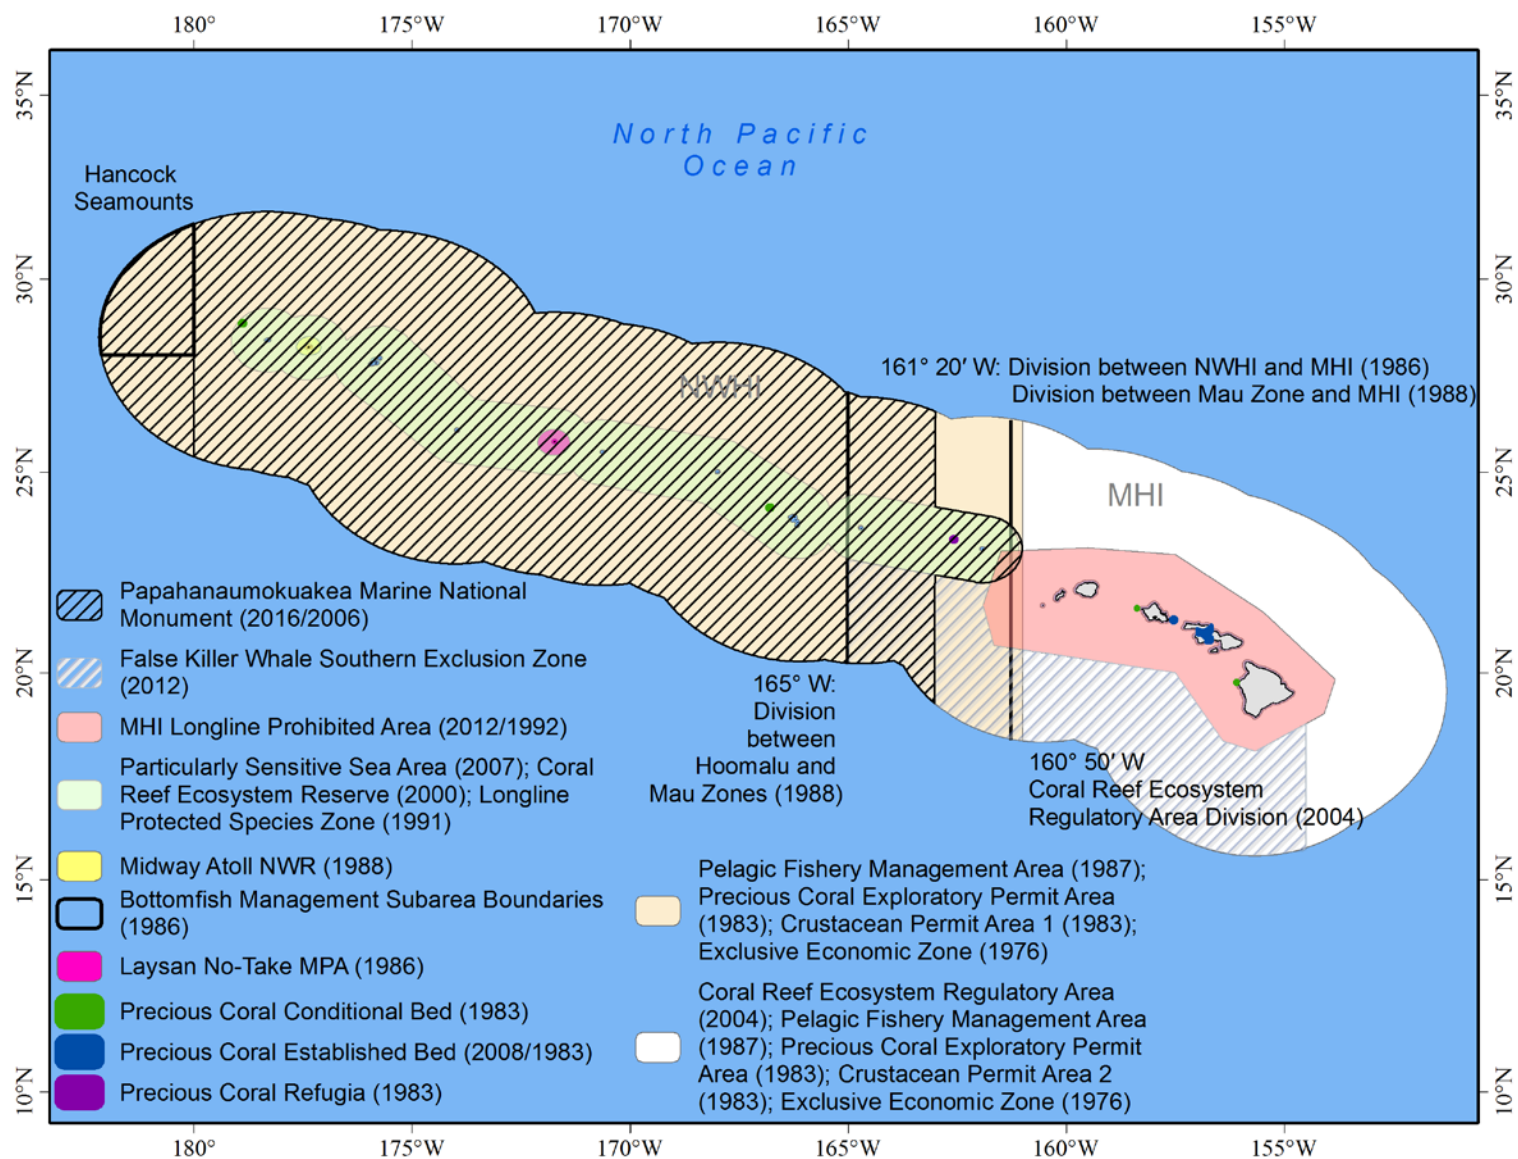 180°
175°W
170°W
165°W
160°W
155°W
35°N
35°N
North Pacific
Ocean
Hancock
Seamounts
30°N
30°N
161° 20′ W: Division between NWHI and MHI (1986)
Division between Mau Zone and MHI (1988)
NWHI
25°N
25°N
MHI
20°N
20°N
165° W:
Division
between
Hoomalu and
Mau Zones (1988)
160° 50′ W
Coral Reef Ecosystem
Regulatory Area Division (2004)
15°N
15°N
10°N
10°N
Papahanaumokuakea Marine National
Monument (2016/2006)
False Killer Whale Southern Exclusion Zone
(2012)
MHI Longline Prohibited Area (2012/1992)
Particularly Sensitive Sea Area (2007); Coral
Reef Ecosystem Reserve (2000); Longline
Protected Species Zone (1991)
Midway Atoll NWR (1988)
Bottomfish Management Subarea Boundaries
(1986)
Laysan No-Take MPA (1986)
Precious Coral Conditional Bed (1983)
Precious Coral Established Bed (2008/1983)
Precious Coral Refugia (1983)
Pelagic Fishery Management Area (1987);
Precious Coral Exploratory Permit Area
(1983); Crustacean Permit Area 1 (1983);
Exclusive Economic Zone (1976)
Coral Reef Ecosystem Regulatory Area
(2004); Pelagic Fishery Management Area
(1987); Precious Coral Exploratory Permit
Area (1983); Crustacean Permit Area 2
(1983); Exclusive Economic Zone (1976)
180°
175°W
170°W
165°W
160°W
155°W